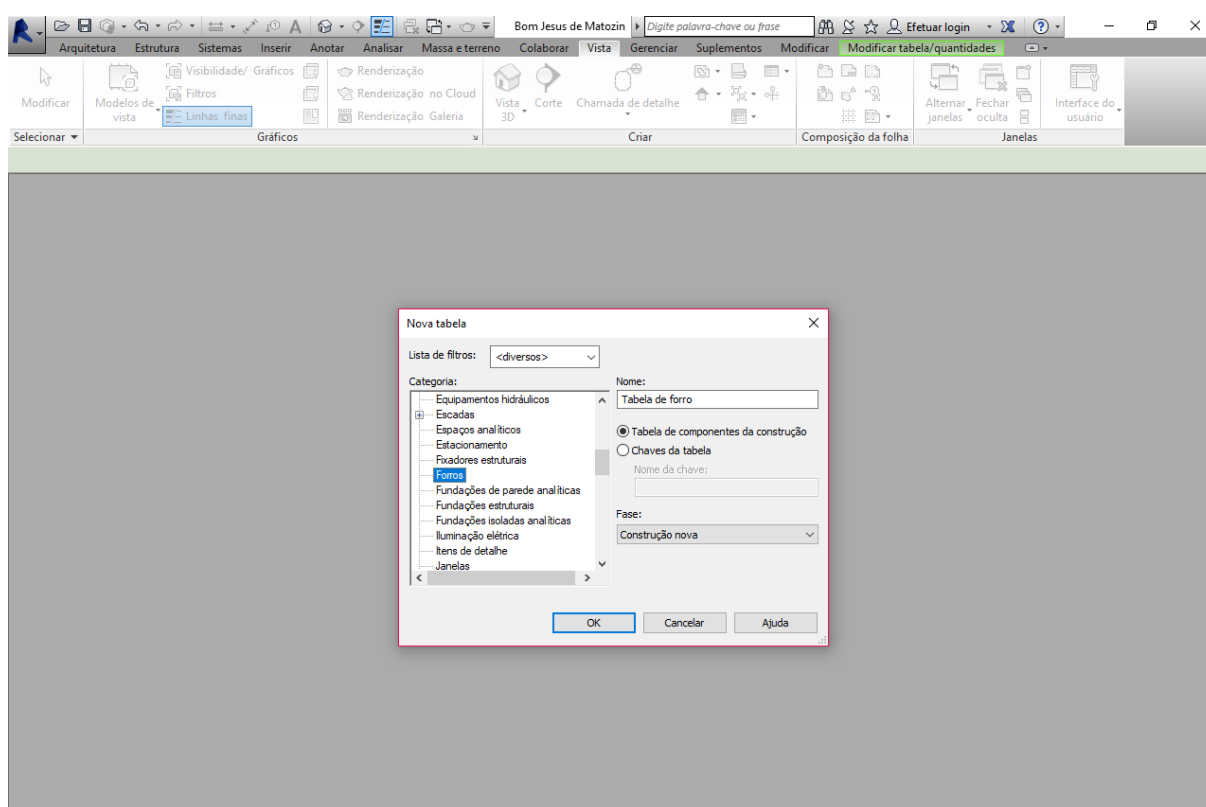 Bom Jesus de Matozin Digite palavra-chave ou frase Efetuar login
Arquitetura Estrutura Sistemas Inserir Anotar Analisar Massa e terreno Colaborar Vista Gerenciar Suplementos Modificar Modificar tabela/quantidades
Modificar
Modelos de vista
Visibilidade/ Gráficos
Filtros
Linhas finas
Renderização
Renderização no Cloud
Renderização Galeria
Vista 3D
Corte
Chamada de detalhe
Alternar janelas
Fechar oculta
Interface do usuário
Selecionar Gráficos Criar Composição da folha Janelas
Nova tabela
Lista de filtros: <diversos>
Categoria:
Equipamentos hidráulicos
Escadas
Espaços analíticos
Estacionamento
Fixadores estruturais
Forros
Fundações de parede analíticas
Fundações estruturais
Fundações isoladas analíticas
Iluminação elétrica
Itens de detalhe
Janelas
Nome:
Tabela de forro
Tabela de componentes da construção
Chaves da tabela
Nome da chave:
Fase:
Construção nova
OK Cancelar Ajuda